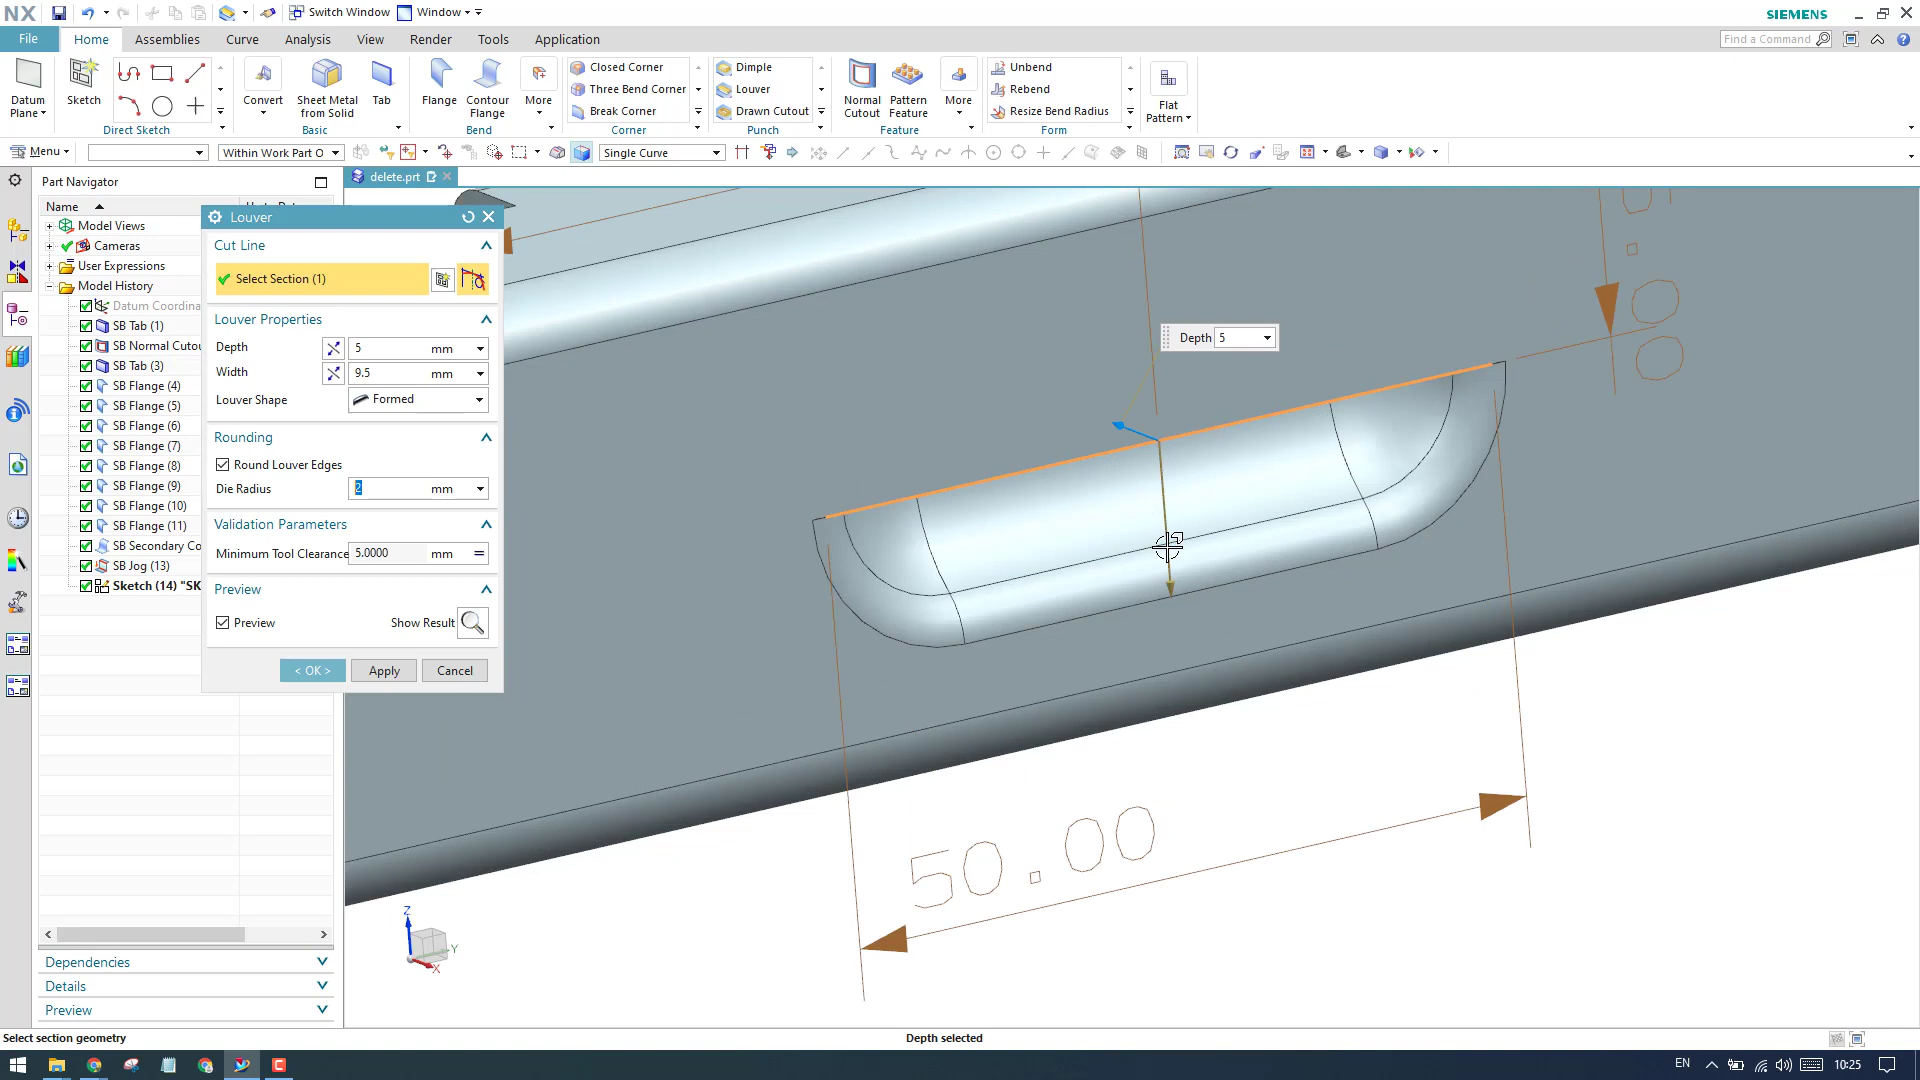 NX
Switch Window
Window
SIEMENS
File
Home
Assemblies
Curve
Analysis
View
Render
Tools
Application
Find a Command
Datum
Plane
Sketch
Direct Sketch
Convert
Sheet Metal
from Solid
Tab
Basic
Flange
Contour
Flange
More
Bend
Closed Corner
Three Bend Corner
Break Corner
Corner
Dimple
Louver
Drawn Cutout
Punch
Normal
Cutout
Pattern
Feature
More
Feature
Unbend
Rebend
Resize Bend Radius
Form
Flat
Pattern
Menu
Within Work Part O
Single Curve
Part Navigator
delete.prt
Name
Model Views
Cameras
User Expressions
Model History
Datum Coordina
SB Tab (1)
SB Normal Cutou
SB Tab (3)
SB Flange (4)
SB Flange (5)
SB Flange (6)
SB Flange (7)
SB Flange (8)
SB Flange (9)
SB Flange (10)
SB Flange (11)
SB Secondary Co
SB Jog (13)
Sketch (14) "SK
Louver
Cut Line
Select Section (1)
Louver Properties
Depth
5 mm
Width
9.5 mm
Louver Shape
Formed
Rounding
Round Louver Edges
Die Radius
2 mm
Validation Parameters
Minimum Tool Clearance
5.0000 mm =
Preview
Preview
Show Result
< OK >
Apply
Cancel
Depth 5
50.00
Z
Y
X
Dependencies
Details
Preview
Select section geometry
Depth selected
EN
10:25